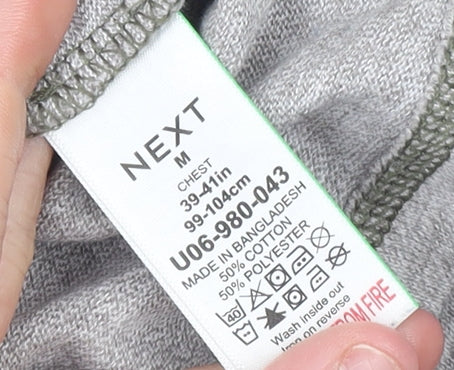 NEXT
M
CHEST
39-41in
99-104cm
U06-980-043
MADE IN BANGLADESH
50% COTTON
50% POLYESTER
40
Wash inside out
Iron on reverse
FIRE